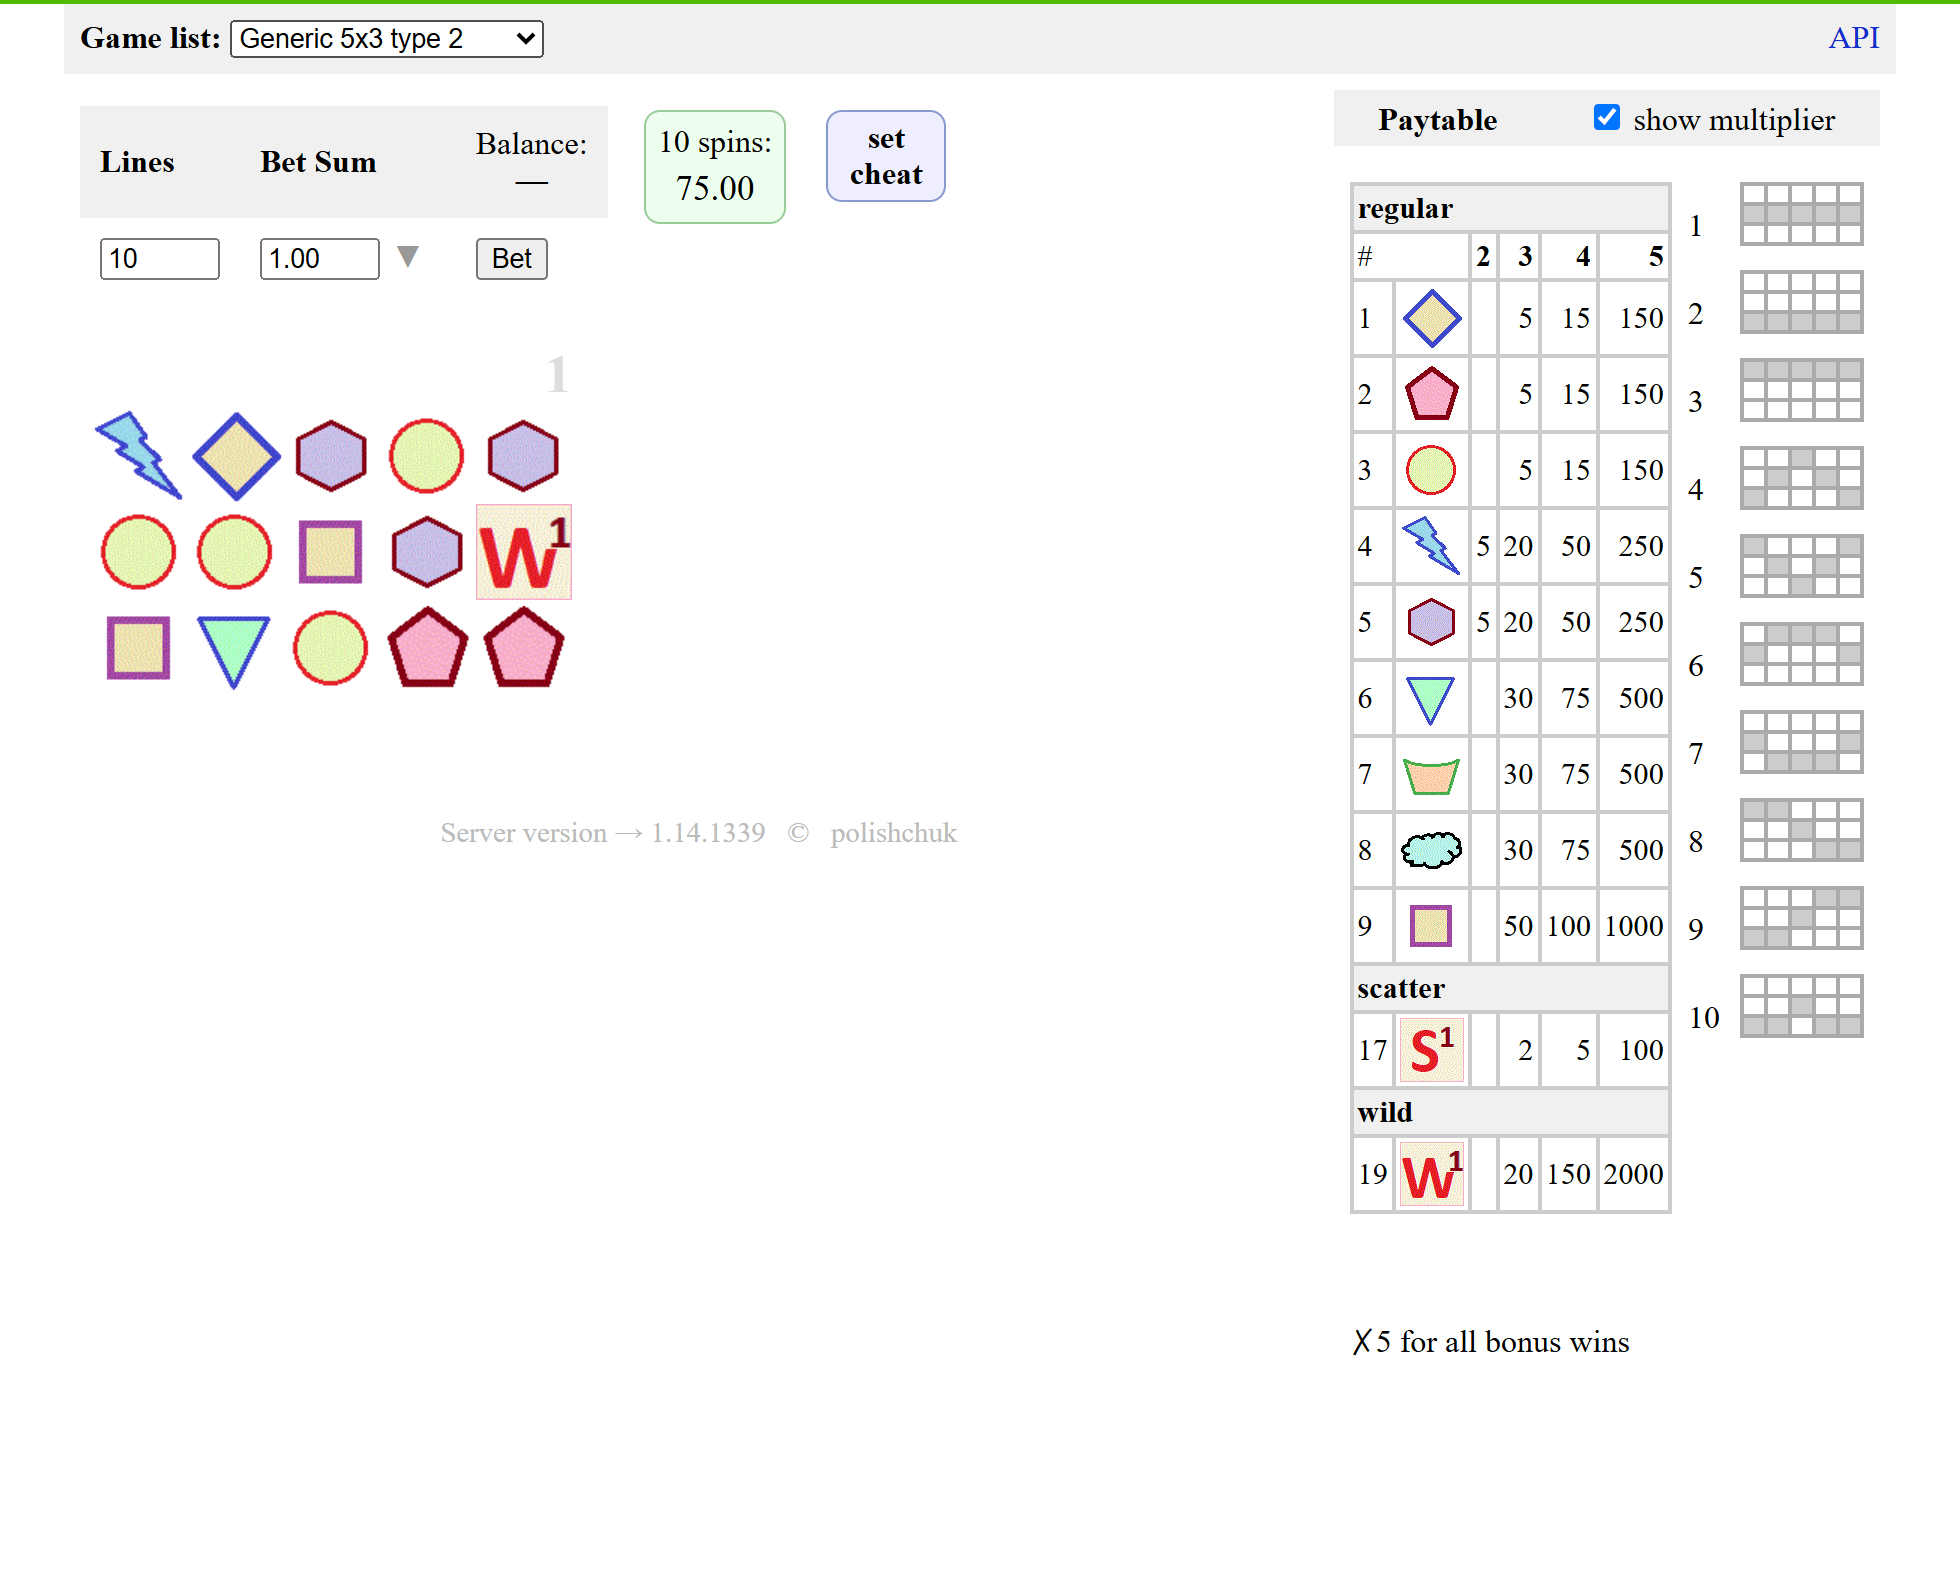 Game list: Generic 5x3 type 2 API
Lines Bet Sum Balance: —
10 spins: 75.00
set cheat
10 1.00 ▼ Bet
1
W1
Server version → 1.14.1339 © polishchuk
Paytable show multiplier
regular
# 2 3 4 5
1 5 15 150
2 5 15 150
3 5 15 150
4 5 20 50 250
5 5 20 50 250
6 30 75 500
7 30 75 500
8 30 75 500
9 50 100 1000
scatter
17 S1 2 5 100
wild
19 W1 20 150 2000
1
2
3
4
5
6
7
8
9
10
✗5 for all bonus wins